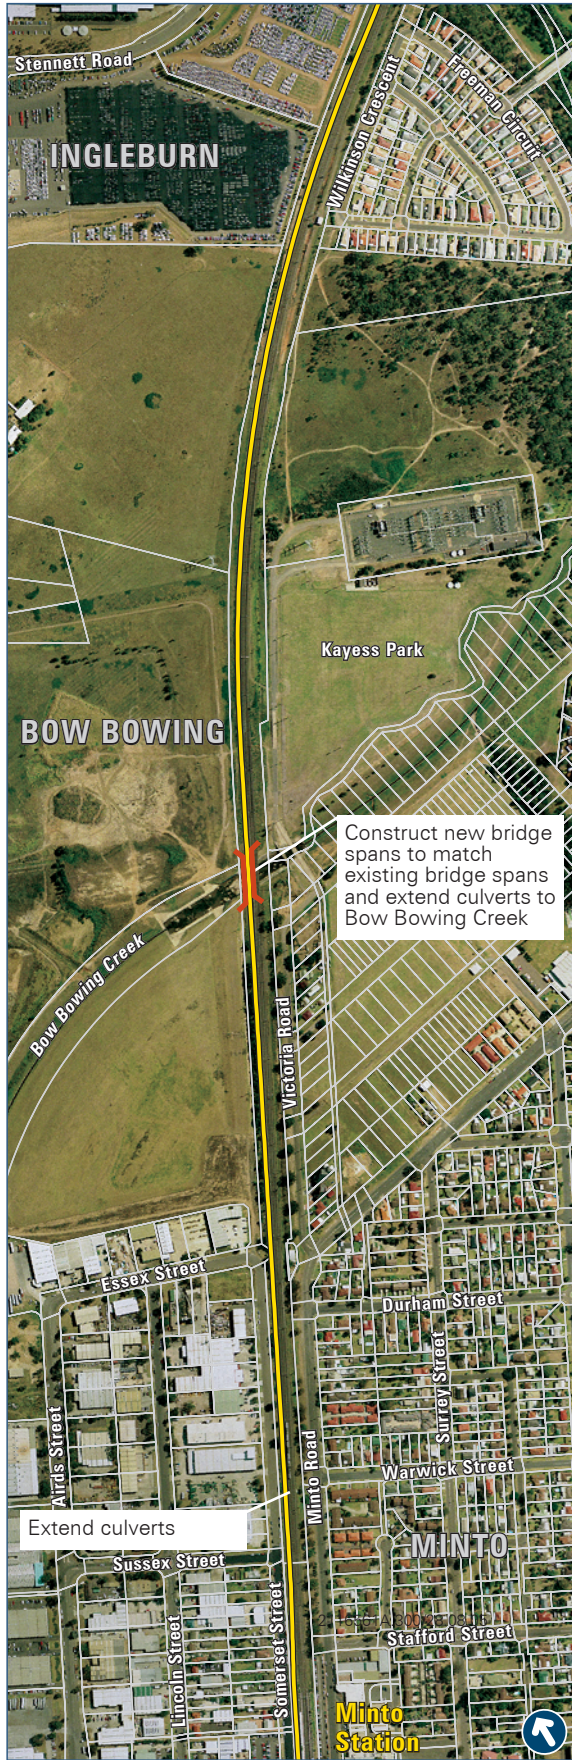 Stennett Road
Wilkinson Crescent
Freeman Circuit
INGLEBURN
Kayess Park
BOW BOWING
Construct new bridge
spans to match
existing bridge spans
and extend culverts to
Bow Bowing Creek
Bow Bowing Creek
Victoria Road
Essex Street
Durham Street
Surrey Street
Airds Street
Minto Road
Warwick Street
Extend culverts
MINTO
Sussex Street
Lincoln Street
Somerset Street
Stafford Street
Minto
Station